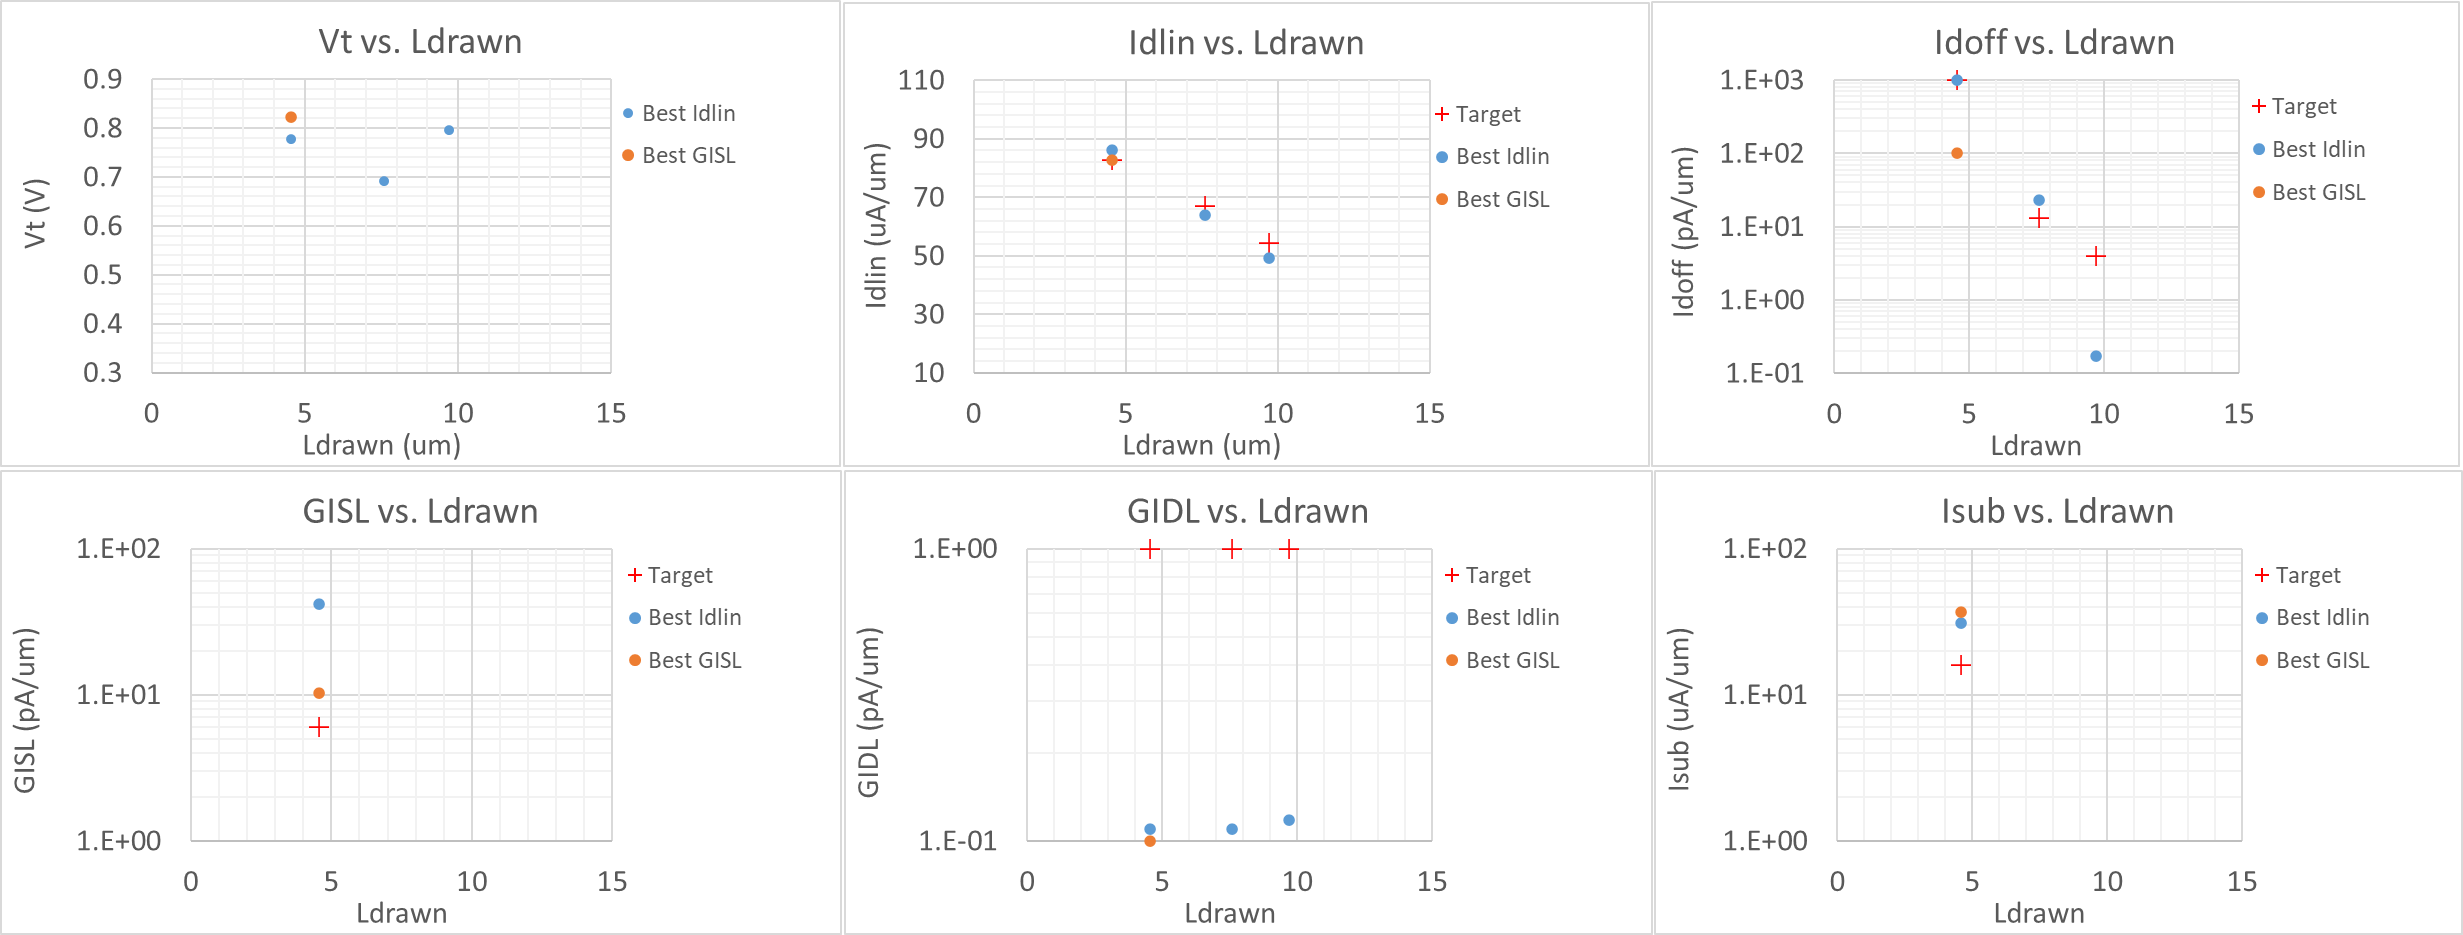 Vt vs. Ldrawn
0.9
0.8
0.7
0.6
0.5
0.4
0.3
0
5
10
15
Vt (V)
Ldrawn (um)
Best Idlin
Best GISL
Idlin vs. Ldrawn
110
90
70
50
30
10
0
5
10
15
Idlin (uA/um)
Ldrawn (um)
Target
Best Idlin
Best GISL
Idoff vs. Ldrawn
1.E+03
1.E+02
1.E+01
1.E+00
1.E-01
0
5
10
15
Idoff (pA/um)
Ldrawn
Target
Best Idlin
Best GISL
GISL vs. Ldrawn
1.E+02
1.E+01
1.E+00
0
5
10
15
GISL (pA/um)
Ldrawn
Target
Best Idlin
Best GISL
GIDL vs. Ldrawn
1.E+00
1.E-01
0
5
10
15
GIDL (pA/um)
Ldrawn
Target
Best Idlin
Best GISL
Isub vs. Ldrawn
1.E+02
1.E+01
1.E+00
0
5
10
15
Isub (uA/um)
Ldrawn
Target
Best Idlin
Best GISL